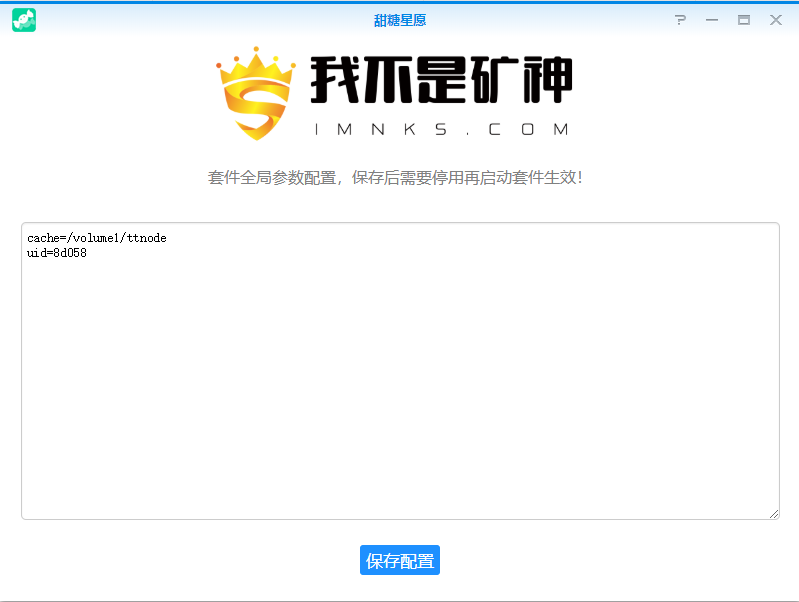 甜糖星愿
我不是矿神
IMNKS.COM
套件全局参数配置，保存后需要停用再启动套件生效！
cache=/volume1/ttnode
uid=8d058
保存配置